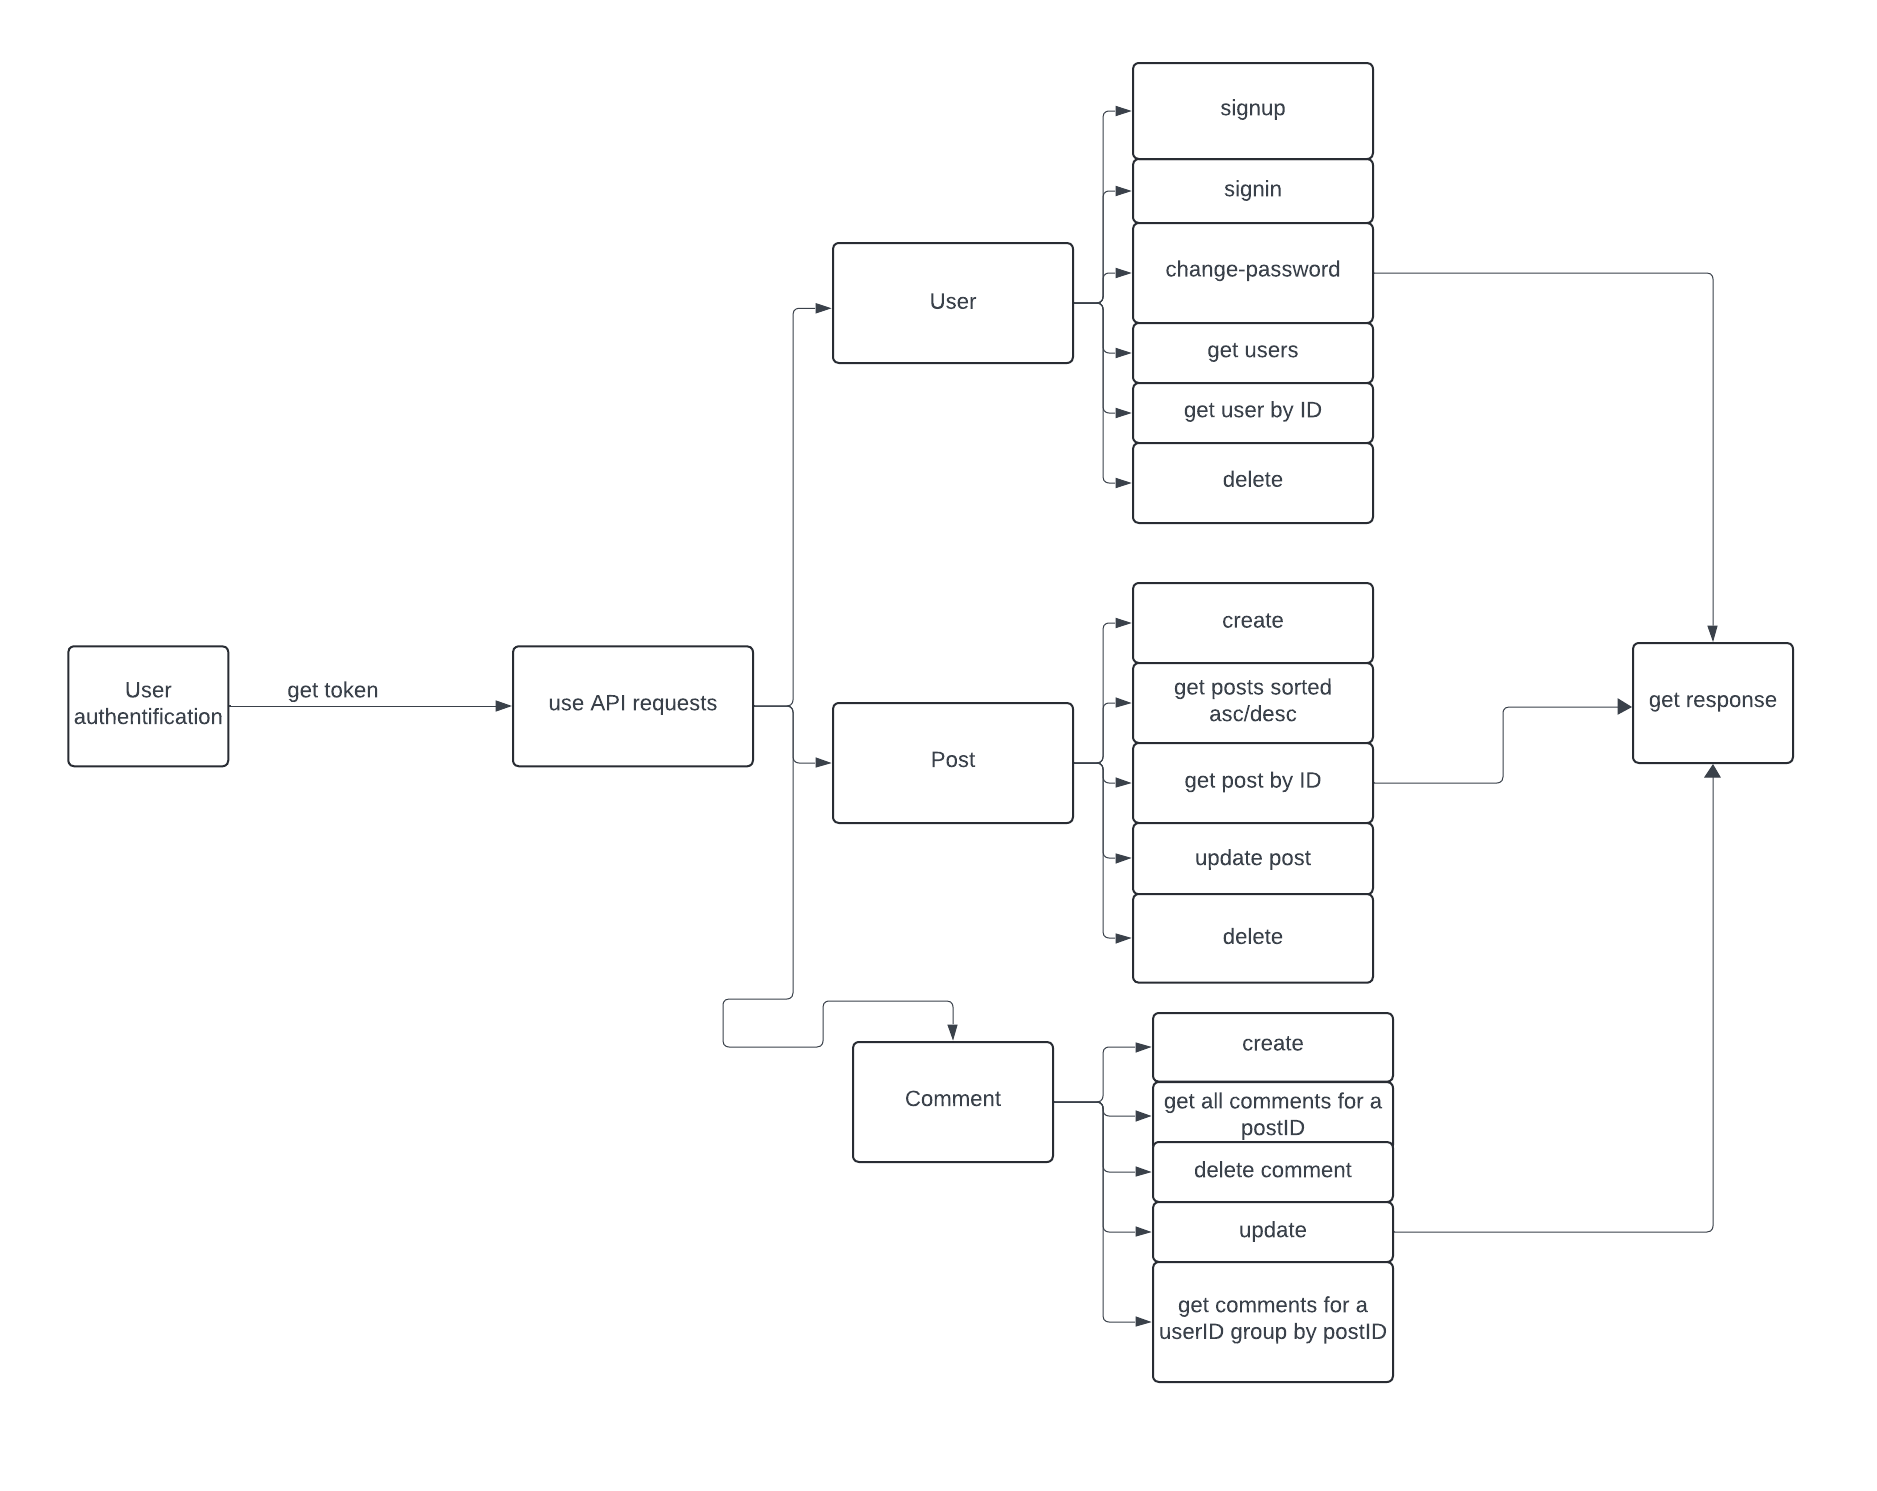 User
authentification
get token
use API requests
User
signup
signin
change-password
get users
get user by ID
delete
Post
create
get posts sorted
asc/desc
get post by ID
update post
delete
Comment
create
get all comments for a
postID
delete comment
update
get comments for a
userID group by postID
get response